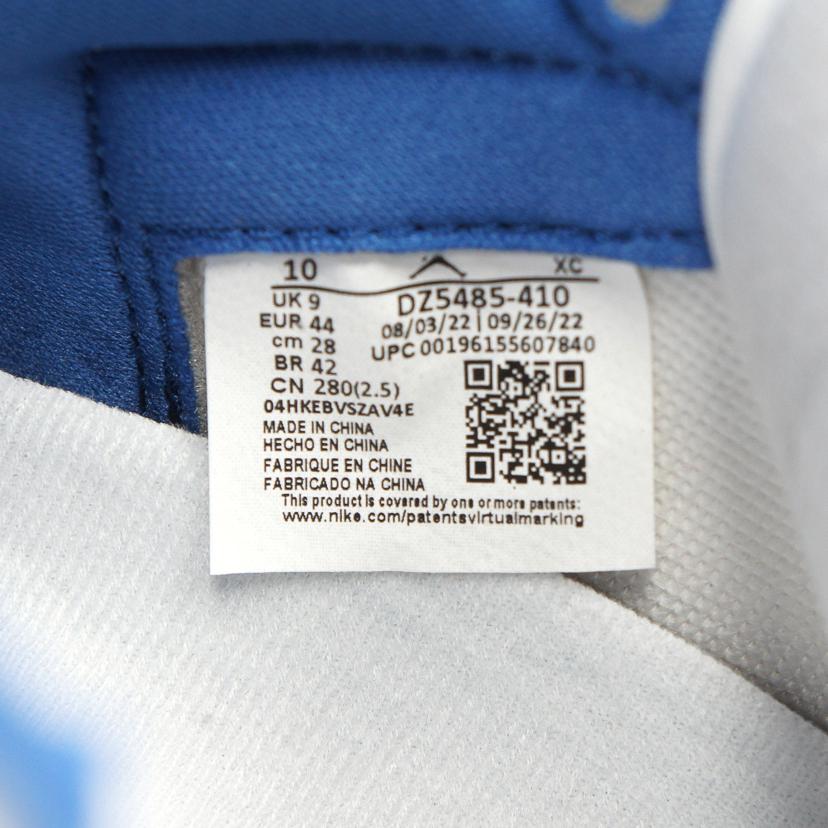 10 XC
UK 9
EUR 44
cm 28
BR 42
CN 280(2.5)
04HKEBVSZAV4E
DZ5485-410
08/03/22|09/26/22
UPC 00196155607840
MADE IN CHINA
HECHO EN CHINA
FABRIQUE EN CHINE
FABRICADO NA CHINA
This product is covered by one or more patents:
www.nike.com/patentsvirtualmarking